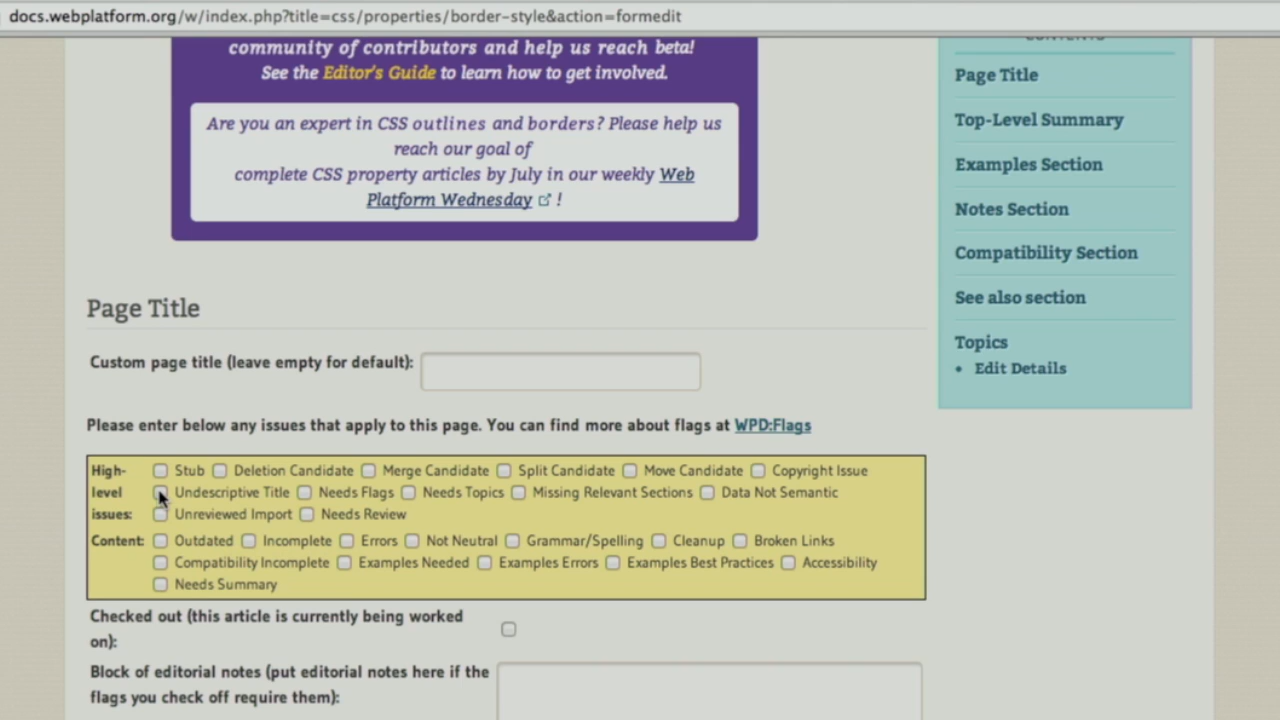 docs.webplatform.org/w/index.php?title=css/properties/border-style&action=formedit
community of contributors and help us reach beta!
See the Editor's Guide to learn how to get involved.
Are you an expert in CSS outlines and borders? Please help us
reach our goal of
complete CSS property articles by July in our weekly Web
Platform Wednesday !
CONTENTS
Page Title
Top-Level Summary
Examples Section
Notes Section
Compatibility Section
See also section
Topics
• Edit Details
Page Title
Custom page title (leave empty for default):
Please enter below any issues that apply to this page. You can find more about flags at WPD:Flags
High- Stub Deletion Candidate Merge Candidate Split Candidate Move Candidate Copyright Issue
level Undescriptive Title Needs Flags Needs Topics Missing Relevant Sections Data Not Semantic
issues: Unreviewed Import Needs Review
Content: Outdated Incomplete Errors Not Neutral Grammar/Spelling Cleanup Broken Links
Compatibility Incomplete Examples Needed Examples Errors Examples Best Practices Accessibility
Needs Summary
Checked out (this article is currently being worked
on):
Block of editorial notes (put editorial notes here if the
flags you check off require them):